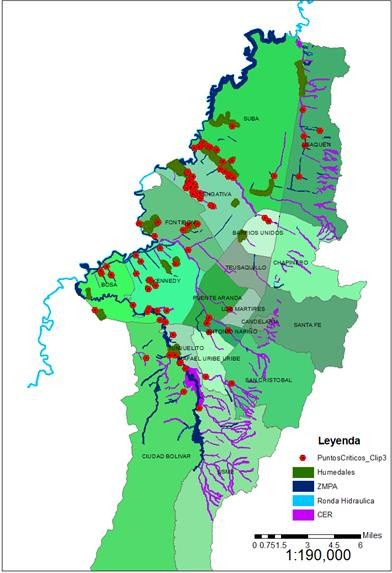 SUBA
USAQUEN
ENGATIVA
FONTIBON
BARRIOS UNIDOS
TEUSAQUILLO
CHAPINERO
BOSA
KENNEDY
PUENTE ARANDA
LOS MARTIRES
CANDELARIA
SANTA FE
ANTONIO NARIÑO
TUNJUELITO
RAFAEL URIBE URIBE
SAN CRISTOBAL
CIUDAD BOLIVAR
USME
Leyenda
PuntosCriticos_Clip3
Humedales
ZMPA
Ronda Hidraulica
CER
Miles
0 0.75 1.5 3 4.5 6
1:190,000